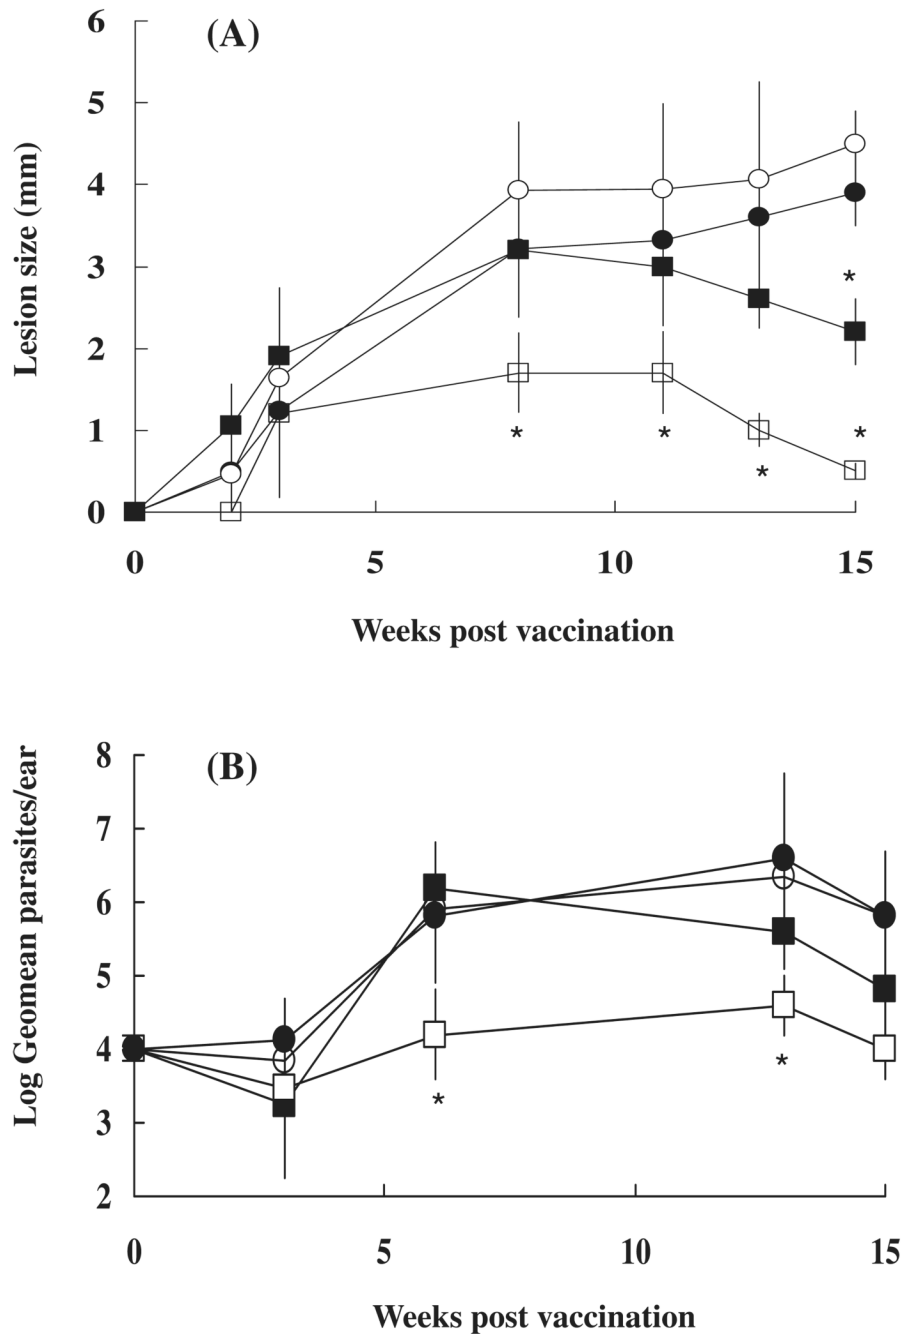 (A)
6
5
4
3
2
1
0
Lesion size (mm)
*
* * *
*
0 5 10 15
Weeks post vaccination
(B)
8
7
6
5
4
3
2
Log Geomean parasites/ear
*
*
0 5 10 15
Weeks post vaccination